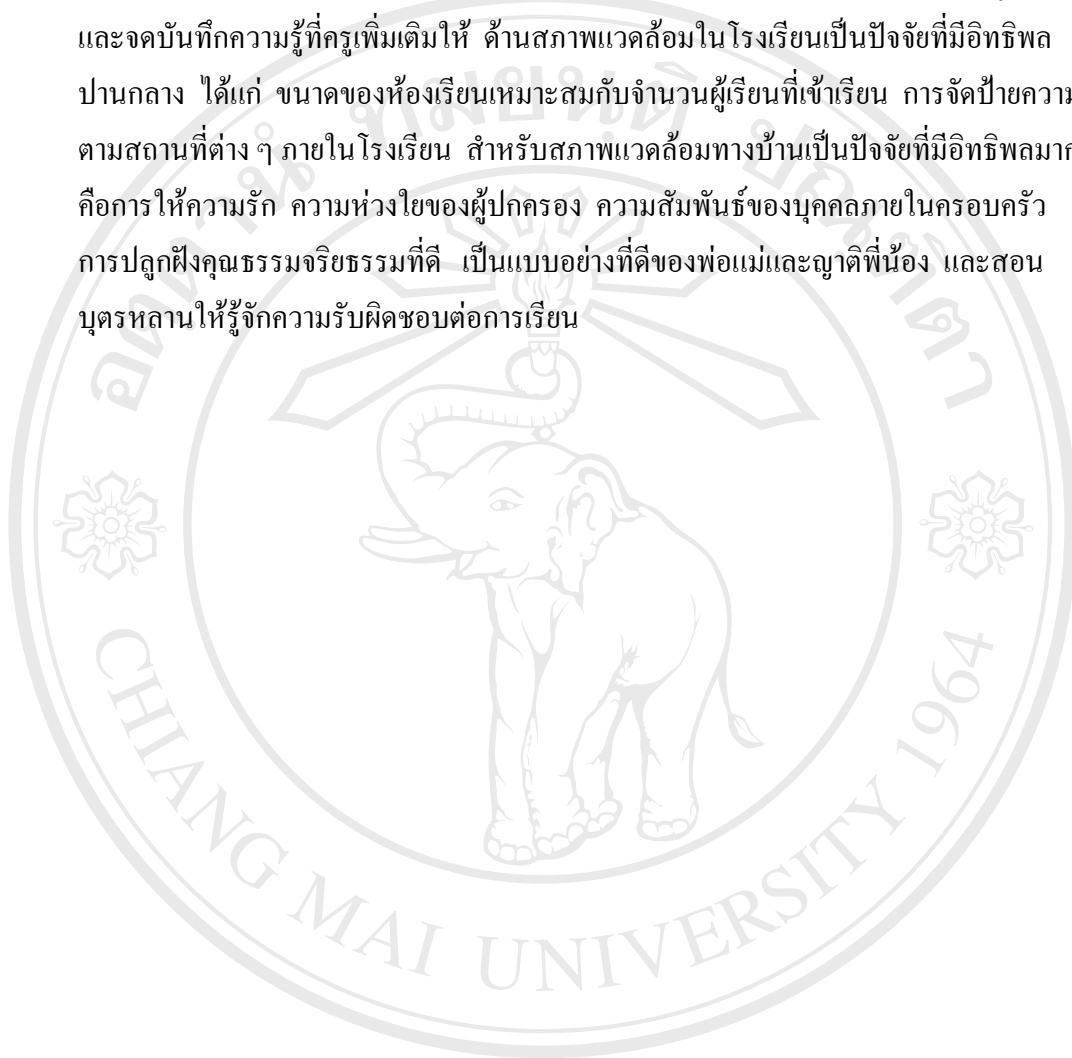 และจดบันทึกความรู้ที่ครูเพิ่มเติมให้ ด้านสภาพแวดล้อมในโรงเรียนเป็นปัจจัยที่มีอิทธิพล
ปานกลาง ได้แก่ ขนาดของห้องเรียนเหมาะสมกับจำนวนผู้เรียนที่เข้าเรียน การจัดป้ายความ
ตามสถานที่ต่าง ๆ ภายในโรงเรียน สำหรับสภาพแวดล้อมทางบ้านเป็นปัจจัยที่มีอิทธิพลมาก
คือการให้ความรัก ความห่วงใยของผู้ปกครอง ความสัมพันธ์ของบุคคลภายในครอบครัว
การปลูกฝังคุณธรรมจริยธรรมที่ดี เป็นแบบอย่างที่ดีของพ่อแม่และญาติพี่น้อง และสอน
บุตรหลานให้รู้จักความรับผิดชอบต่อการเรียน
อตฺตานํ ทมยนฺติ ปณฺฑิตา
CHIANG MAI UNIVERSITY 1964